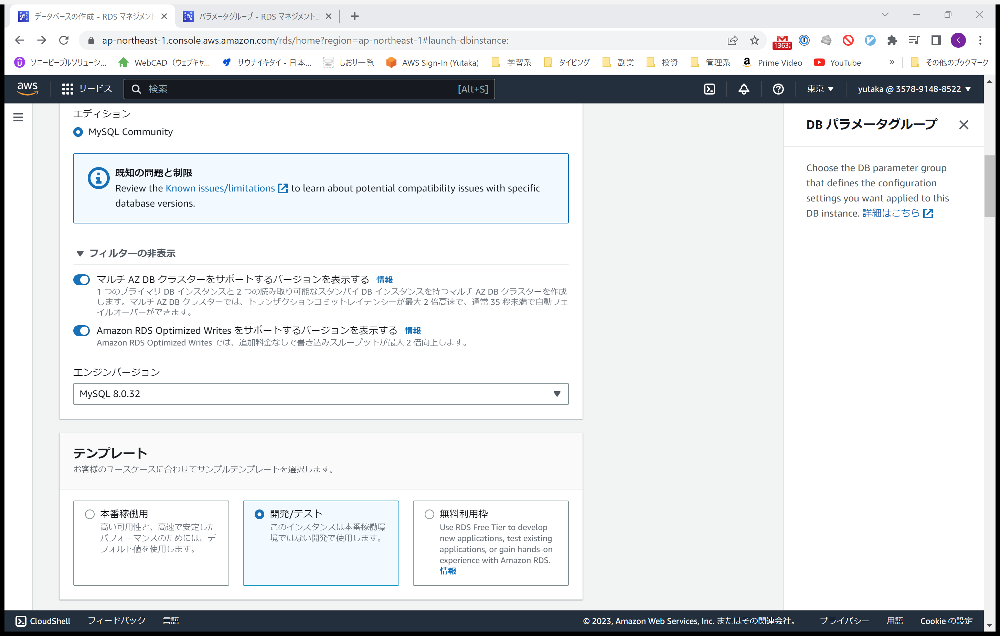 データベースの作成 - RDS マネジメント
パラメータグループ - RDS マネジメントコ
ap-northeast-1.console.aws.amazon.com/rds/home?region=ap-northeast-1#launch-dbinstance:
1363
ソニーピープルソリューシ...
WebCAD（ウェブキャ...
サウナイキタイ - 日本...
しおり一覧
AWS Sign-In (Yutaka)
学習系
タイピング
副業
投資
管理系
Prime Video
YouTube
»
その他のブックマーク
aws
サービス
検索
[Alt+S]
東京
yutaka @ 3578-9148-8522
エディション
MySQL Community
既知の問題と制限
Review the Known issues/limitations to learn about potential compatibility issues with specific
database versions.
フィルターの非表示
マルチ AZ DB クラスターをサポートするバージョンを表示する 情報
1 つのプライマリ DB インスタンスと 2 つの読み取り可能なスタンバイ DB インスタンスを持つマルチ AZ DB クラスターを作成
します。マルチ AZ DB クラスターでは、トランザクションコミットレイテンシーが最大 2 倍高速で、通常 35 秒未満で自動フェ
イルオーバーができます。
Amazon RDS Optimized Writes をサポートするバージョンを表示する 情報
Amazon RDS Optimized Writes では、追加料金なしで書き込みスループットが最大 2 倍向上します。
エンジンバージョン
MySQL 8.0.32
テンプレート
お客様のユースケースに合わせてサンプルテンプレートを選択します。
本番稼働用
高い可用性と、高速で安定した
パフォーマンスのためには、デ
フォルト値を使用します。
開発/テスト
このインスタンスは本番稼働環
境ではない開発で使用します。
無料利用枠
Use RDS Free Tier to develop
new applications, test existing
applications, or gain hands-on
experience with Amazon RDS.
情報
DB パラメータグループ
Choose the DB parameter group
that defines the configuration
settings you want applied to this
DB instance. 詳細はこちら
CloudShell
フィードバック
言語
© 2023, Amazon Web Services, Inc. またはその関連会社。
プライバシー
用語
Cookie の設定